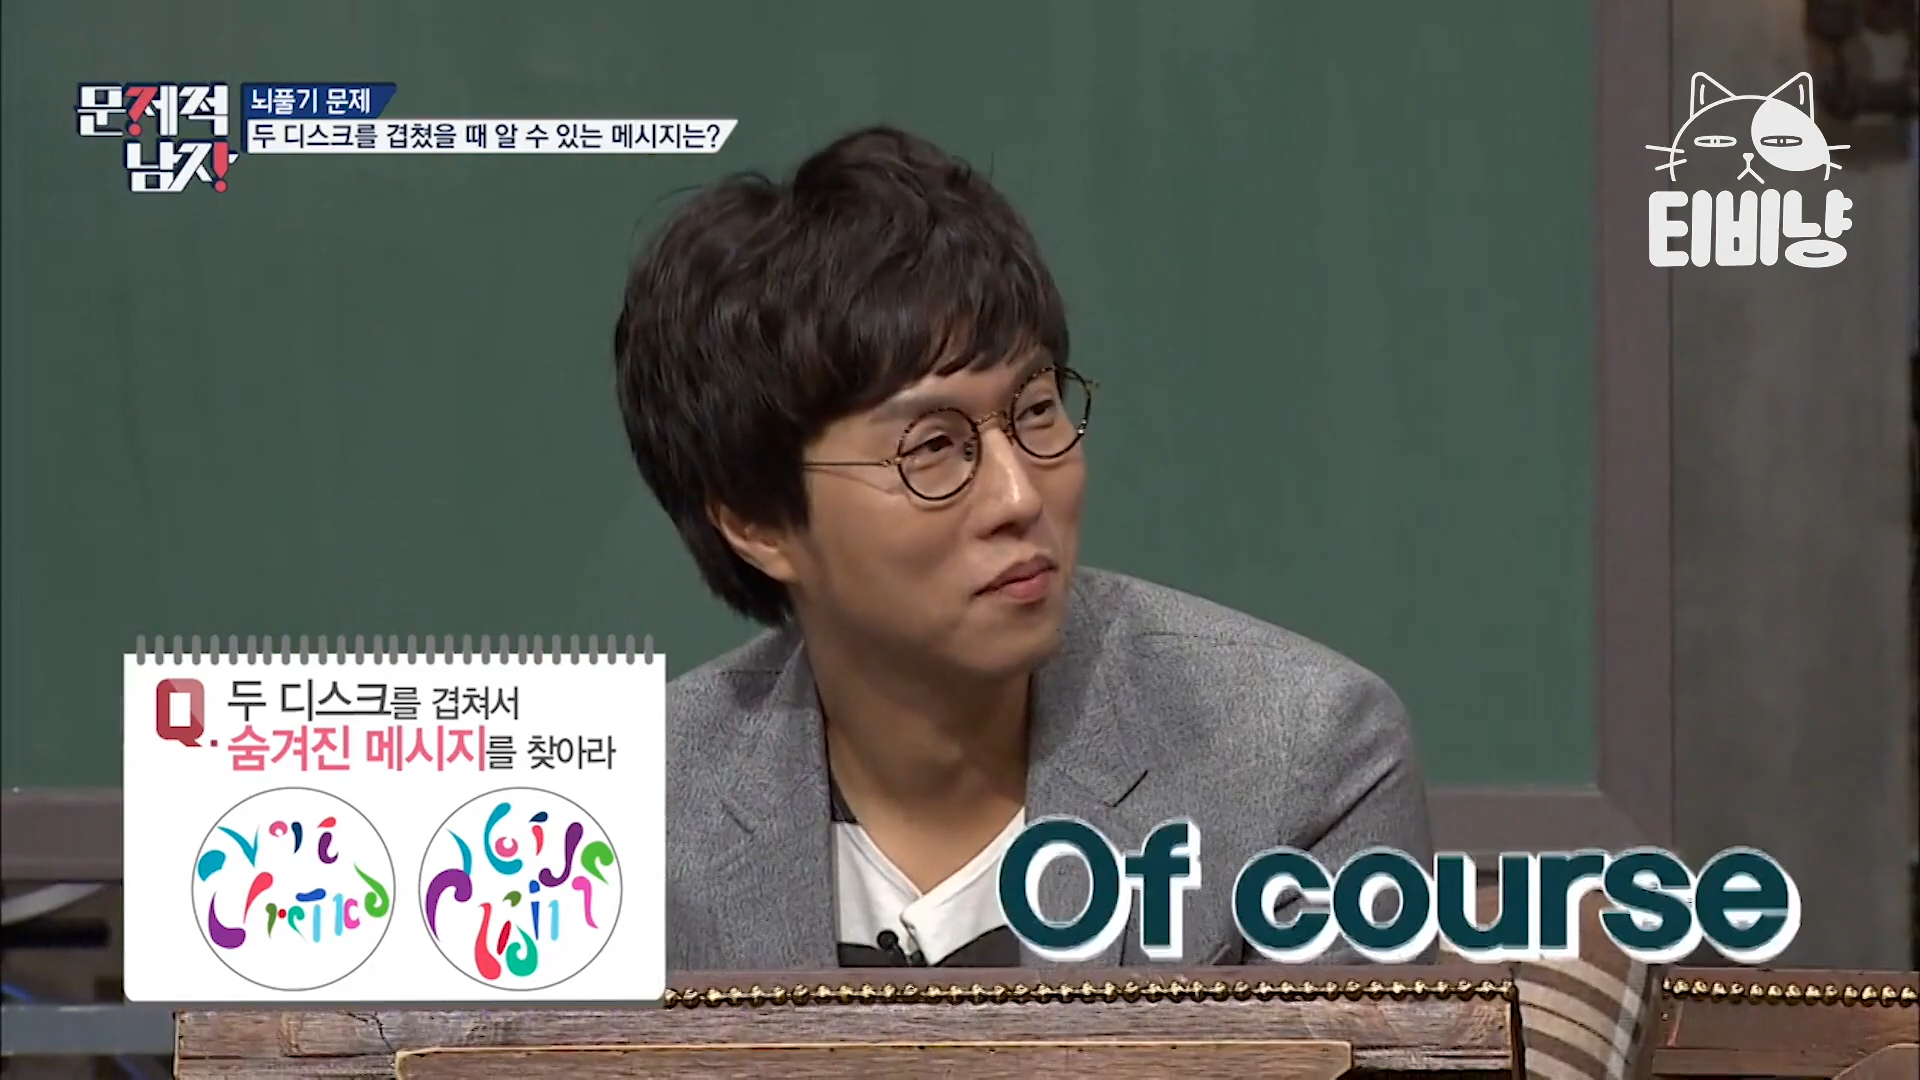 문제적
남자
뇌풀기 문제
두 디스크를 겹쳤을 때 알 수 있는 메시지는?
티비냥
Q. 두 디스크를 겹쳐서
숨겨진 메시지를 찾아라
Of course